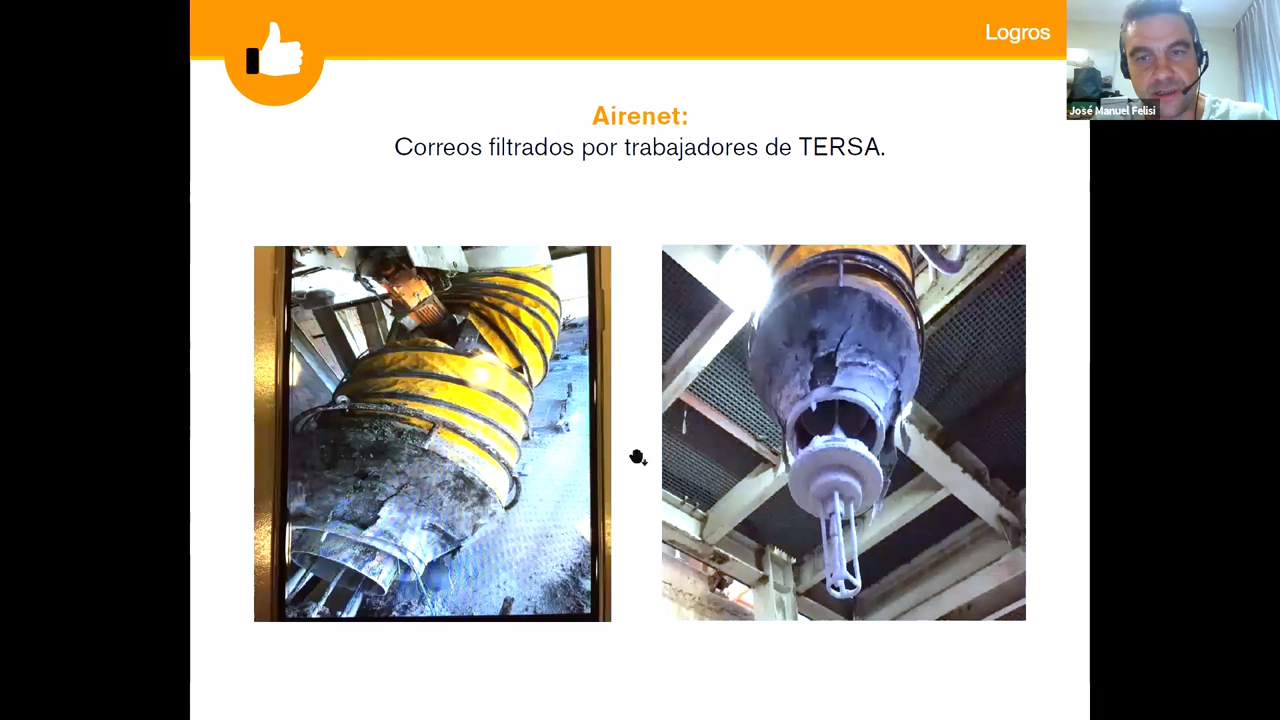 Logros
José Manuel Felisi
Airenet:
Correos filtrados por trabajadores de TERSA.